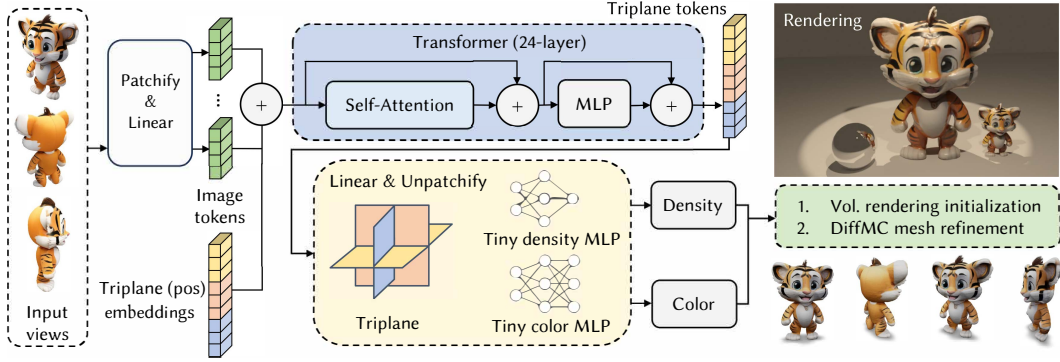 Input
views
Patchify
&
Linear
...
Image
tokens
Triplane (pos)
embeddings
+
Transformer (24-layer)
Self-Attention
+
MLP
+
Triplane tokens
Linear & Unpatchify
Triplane
Tiny density MLP
Tiny color MLP
Density
Color
Rendering
1. Vol. rendering initialization
2. DiffMC mesh refinement